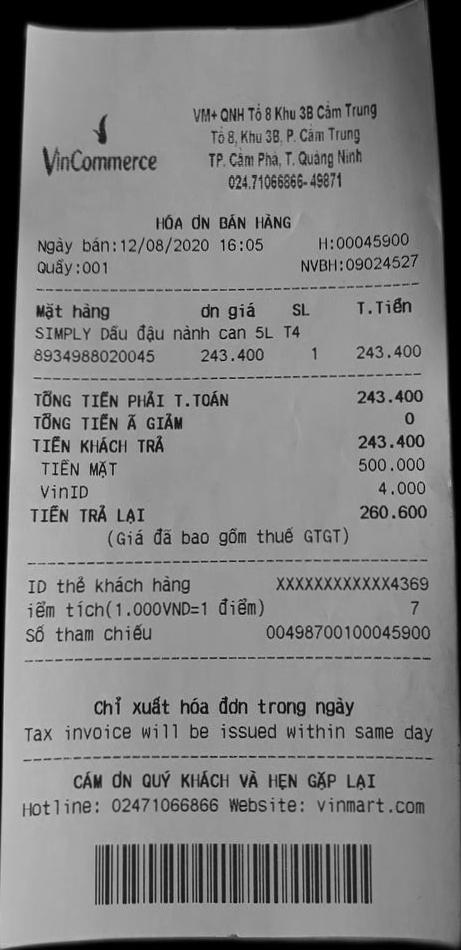 VinCommerce
VM+ QNH Tổ 8 Khu 3B Cẩm Trung
Tổ 8, Khu 3B, P. Cẩm Trung
TP. Cẩm Phả, T. Quảng Ninh
024.71066866-49871
HÓA ƠN BÁN HÀNG
Ngày bán:12/08/2020 16:05 H:00045900
Quầy:001 NVBH:09024527
Mặt hàng ơn giá SL T.Tiền
SIMPLY Dầu đậu nành can 5L T4
8934988020045 243.400 1 243.400
TỔNG TIỀN PHẢI T.TOÁN 243.400
TỔNG TIỀN Ã GIẢM 0
TIỀN KHÁCH TRẢ 243.400
TIỀN MẶT 500.000
VinID 4.000
TIỀN TRẢ LẠI 260.600
(Giá đã bao gồm thuế GTGT)
ID thẻ khách hàng XXXXXXXXXXXX4369
iểm tích(1.000VND=1 điểm) 7
Số tham chiếu 00498700100045900
Chỉ xuất hóa đơn trong ngày
Tax invoice will be issued within same day
CÁM ƠN QUÝ KHÁCH VÀ HẸN GẶP LẠI
Hotline: 02471066866 Website: vinmart.com